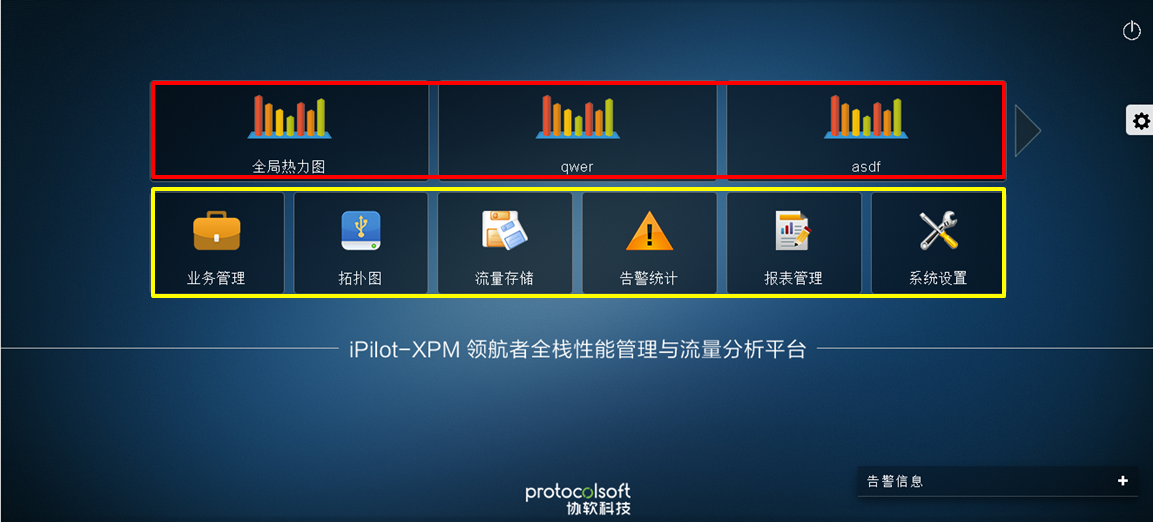 全局热力图
qwer
asdf
业务管理
拓扑图
流量存储
告警统计
报表管理
系统设置
iPilot-XPM 领航者全栈性能管理与流量分析平台
告警信息
protocolsoft
协软科技